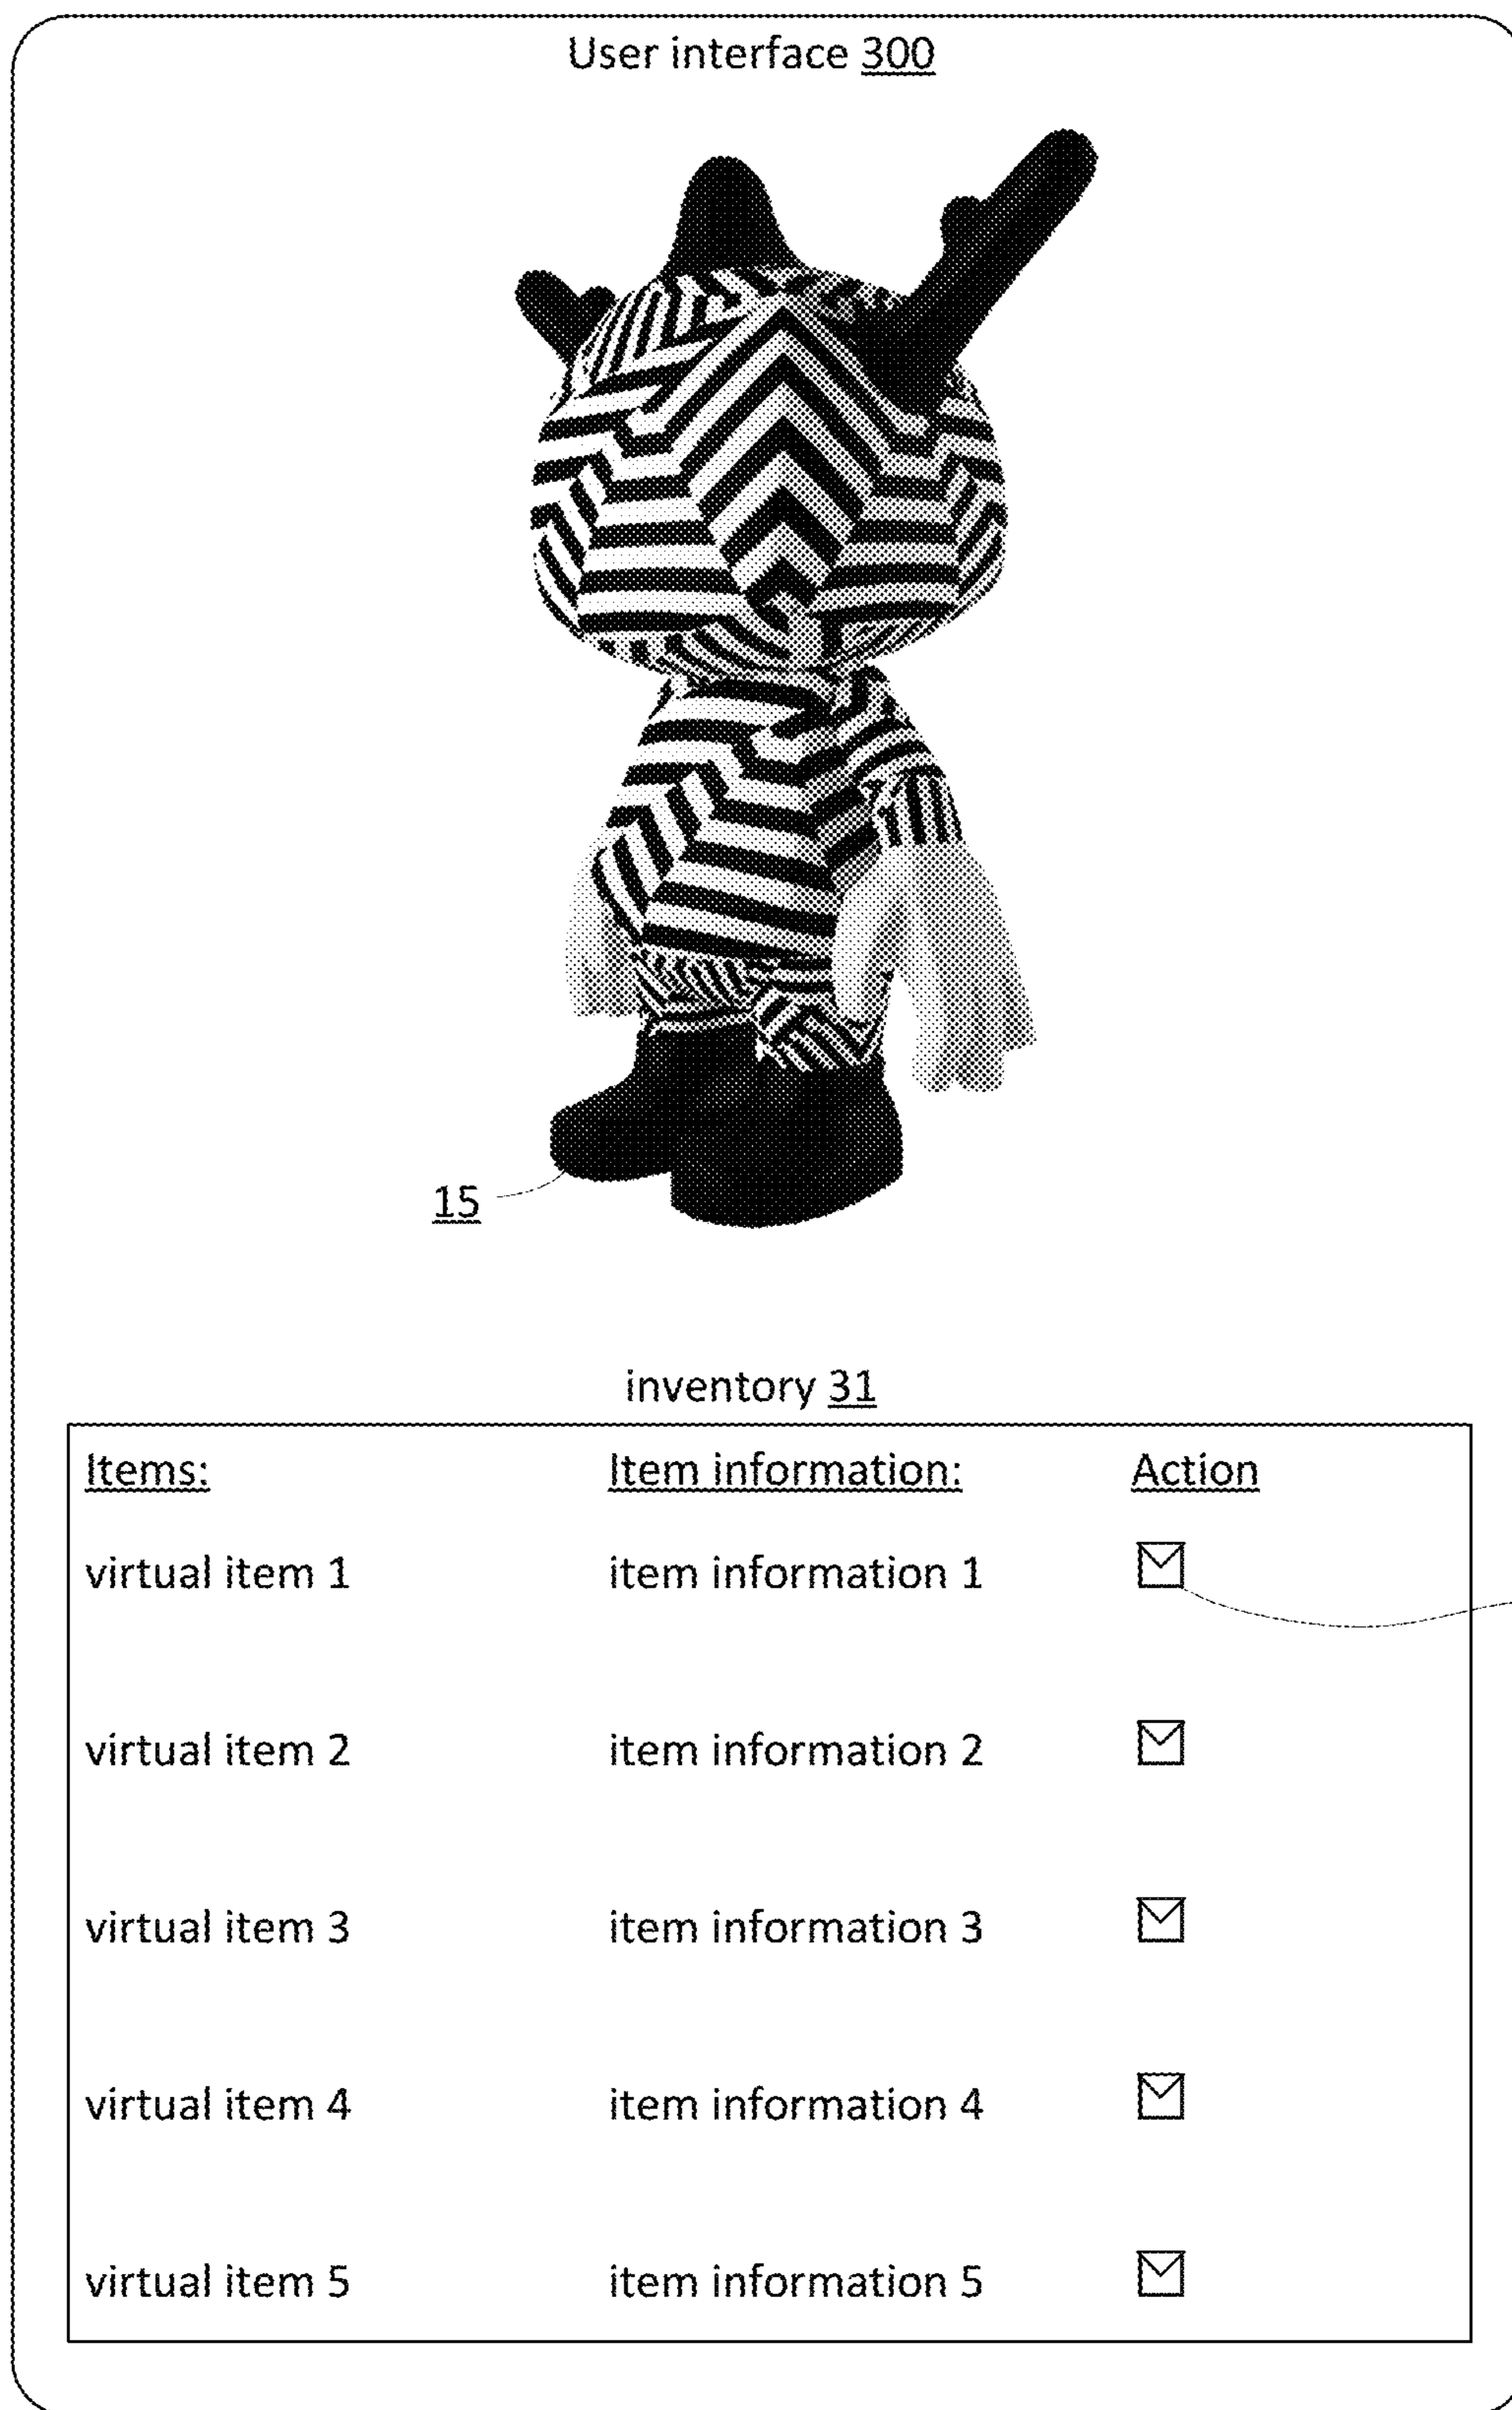 User interface 300
15
inventory 31
Items: Item information: Action
virtual item 1 item information 1
virtual item 2 item information 2
virtual item 3 item information 3
virtual item 4 item information 4
virtual item 5 item information 5